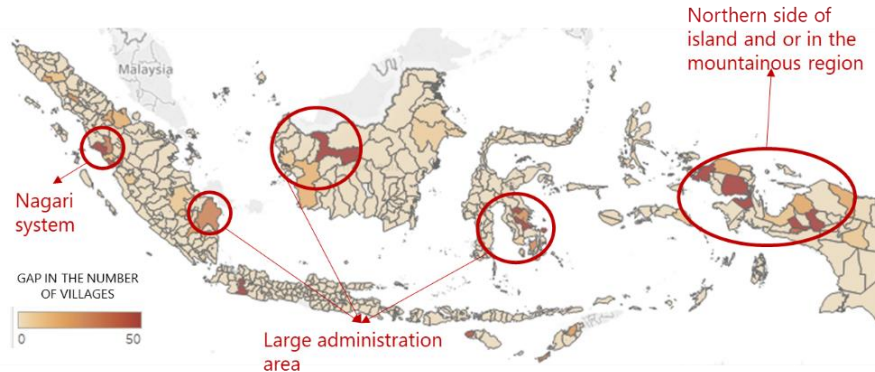 Northern side of
island and or in the
mountainous region
Malaysia
Nagari
system
GAP IN THE NUMBER
OF VILLAGES
0
50
Large administration
area